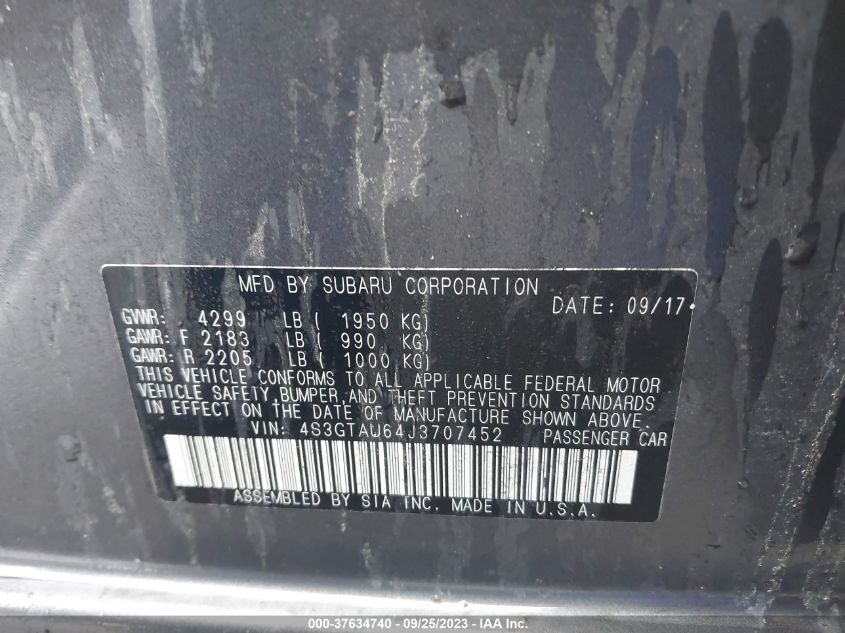 MFD BY SUBARU CORPORATION
DATE: 09/17
GVWR: 4299 LB ( 1950 KG)
GAWR: F 2183 LB ( 990 KG)
GAWR: R 2205 LB ( 1000 KG)
THIS VEHICLE CONFORMS TO ALL APPLICABLE FEDERAL MOTOR
VEHICLE SAFETY, BUMPER, AND THEFT PREVENTION STANDARDS
IN EFFECT ON THE DATE OF MANUFACTURE SHOWN ABOVE.
VIN: 4S3GTAU64J3707452 PASSENGER CAR
ASSEMBLED BY SIA INC. MADE IN U.S.A.
000-37634740 - 09/25/2023 - © IAA Inc.